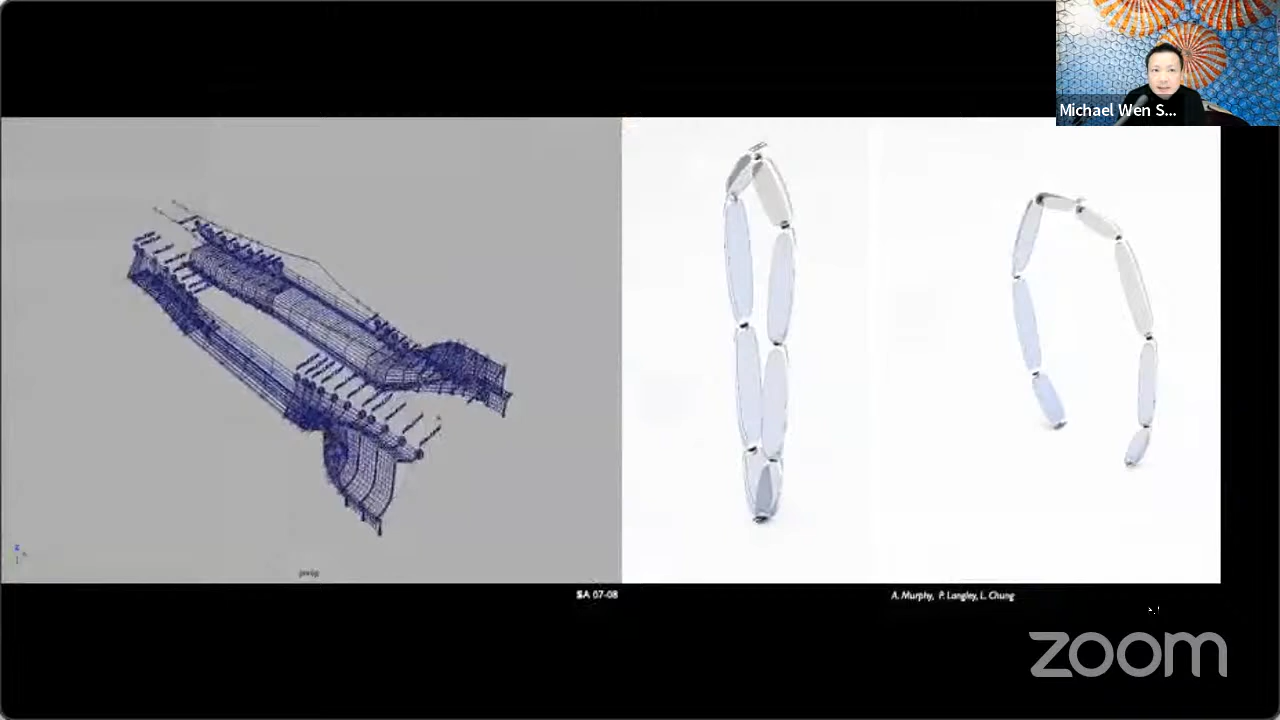 Michael Wen S...
persp
SA 07-08
A. Murphy, P. Langley, L. Chung
zoom